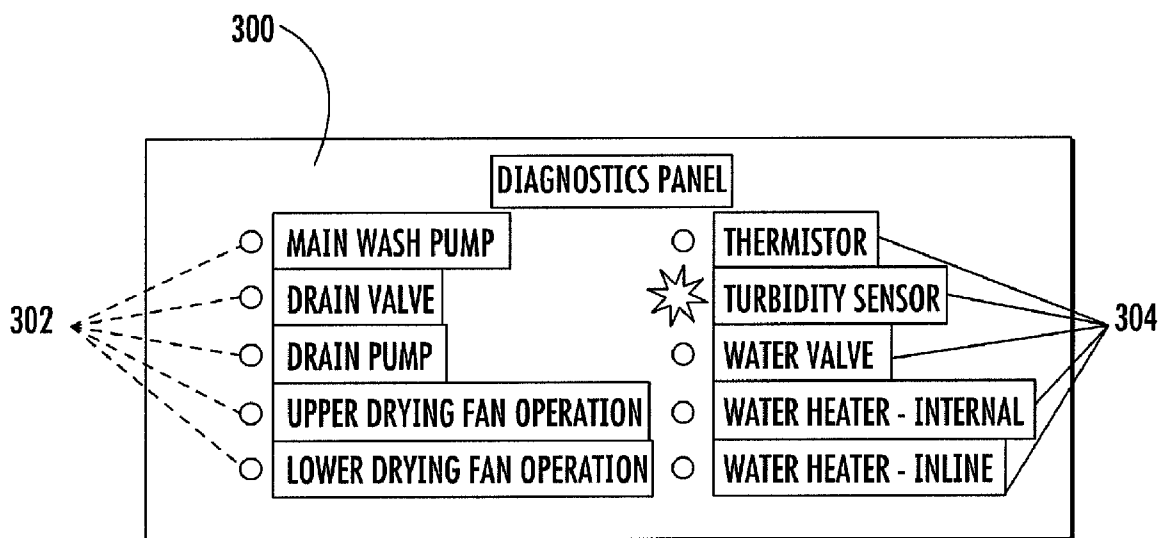 300
DIAGNOSTICS PANEL
MAIN WASH PUMP
DRAIN VALVE
DRAIN PUMP
UPPER DRYING FAN OPERATION
LOWER DRYING FAN OPERATION
302
THERMISTOR
TURBIDITY SENSOR
WATER VALVE
WATER HEATER - INTERNAL
WATER HEATER - INLINE
304